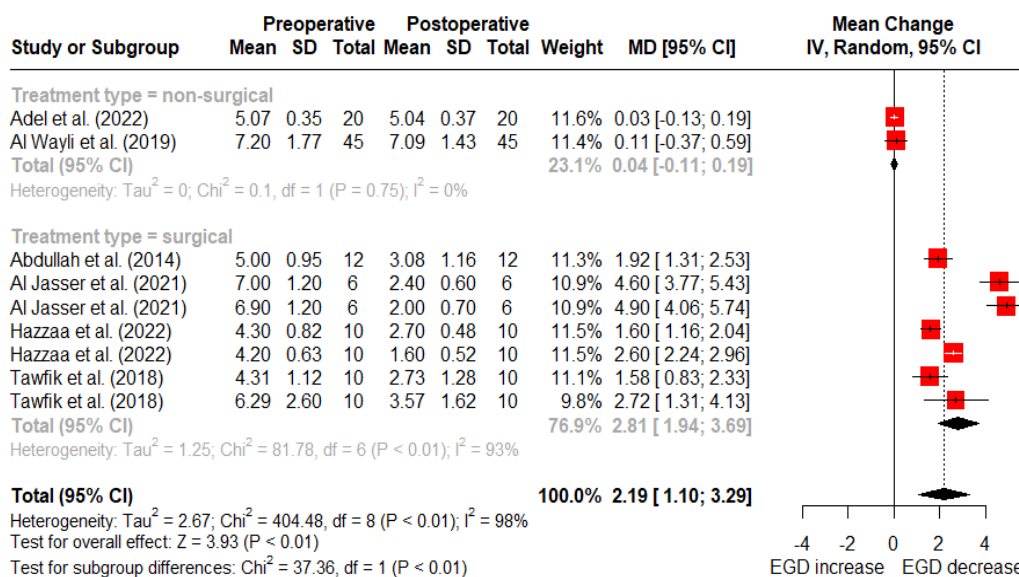 Preoperative Postoperative Mean Change
Study or Subgroup Mean SD Total Mean SD Total Weight MD [95% CI] IV, Random, 95% CI
Treatment type = non-surgical
Adel et al. (2022) 5.07 0.35 20 5.04 0.37 20 11.6% 0.03 [-0.13; 0.19]
Al Wayli et al. (2019) 7.20 1.77 45 7.09 1.43 45 11.4% 0.11 [-0.37; 0.59]
Total (95% CI) 23.1% 0.04 [-0.11; 0.19]
Heterogeneity: Tau² = 0; Chi² = 0.1, df = 1 (P = 0.75); I² = 0%
Treatment type = surgical
Abdullah et al. (2014) 5.00 0.95 12 3.08 1.16 12 11.3% 1.92 [ 1.31; 2.53]
Al Jasser et al. (2021) 7.00 1.20 6 2.40 0.60 6 10.9% 4.60 [ 3.77; 5.43]
Al Jasser et al. (2021) 6.90 1.20 6 2.00 0.70 6 10.9% 4.90 [ 4.06; 5.74]
Hazzaa et al. (2022) 4.30 0.82 10 2.70 0.48 10 11.5% 1.60 [ 1.16; 2.04]
Hazzaa et al. (2022) 4.20 0.63 10 1.60 0.52 10 11.5% 2.60 [ 2.24; 2.96]
Tawfik et al. (2018) 4.31 1.12 10 2.73 1.28 10 11.1% 1.58 [ 0.83; 2.33]
Tawfik et al. (2018) 6.29 2.60 10 3.57 1.62 10 9.8% 2.72 [ 1.31; 4.13]
Total (95% CI) 76.9% 2.81 [ 1.94; 3.69]
Heterogeneity: Tau² = 1.25; Chi² = 81.78, df = 6 (P < 0.01); I² = 93%
Total (95% CI) 100.0% 2.19 [ 1.10; 3.29]
Heterogeneity: Tau² = 2.67; Chi² = 404.48, df = 8 (P < 0.01); I² = 98%
Test for overall effect: Z = 3.93 (P < 0.01)
Test for subgroup differences: Chi² = 37.36, df = 1 (P < 0.01)
-4 -2 0 2 4
EGD increase EGD decrease